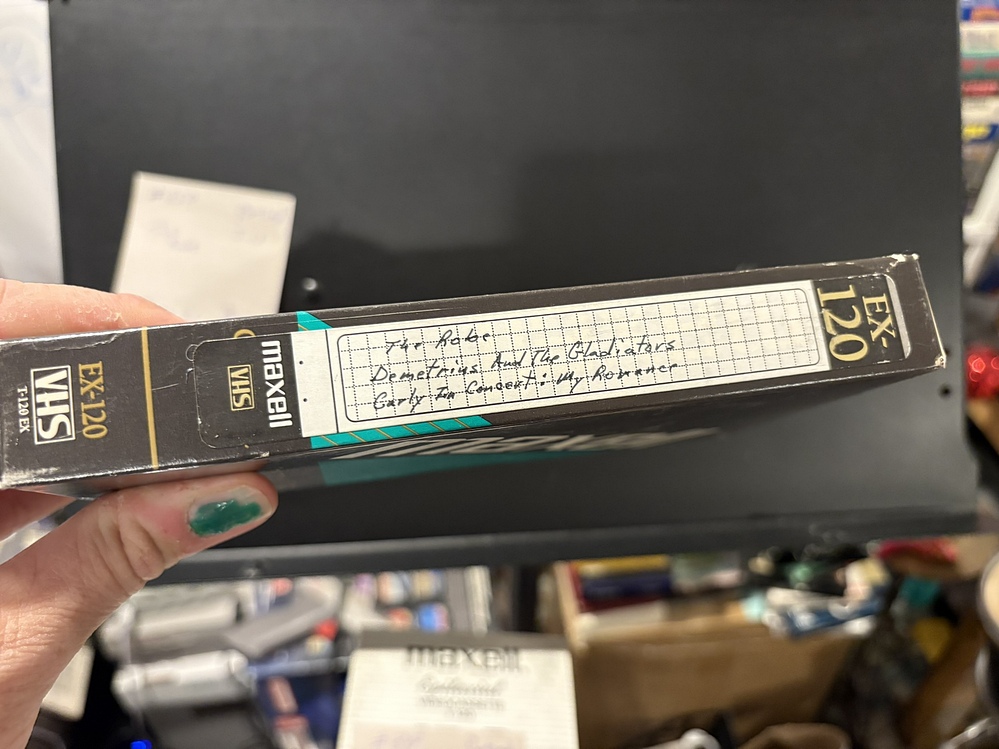 EX-120
VHS
T-120 EX
VHS
maxell
The Robe
Demetrius And The Gladiators
Carly In Concert: My Romance
EX-
120
maxell
maxell.